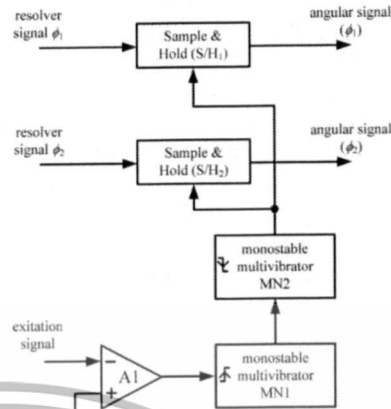 resolver
signal ϕ₁
Sample &
Hold (S/H₁)
angular signal
(ϕ₁)
resolver
signal ϕ₂
Sample &
Hold (S/H₂)
angular signal
(ϕ₂)
monostable
multivibrator
MN2
exitation
signal
−
A1
+
monostable
multivibrator
MN1